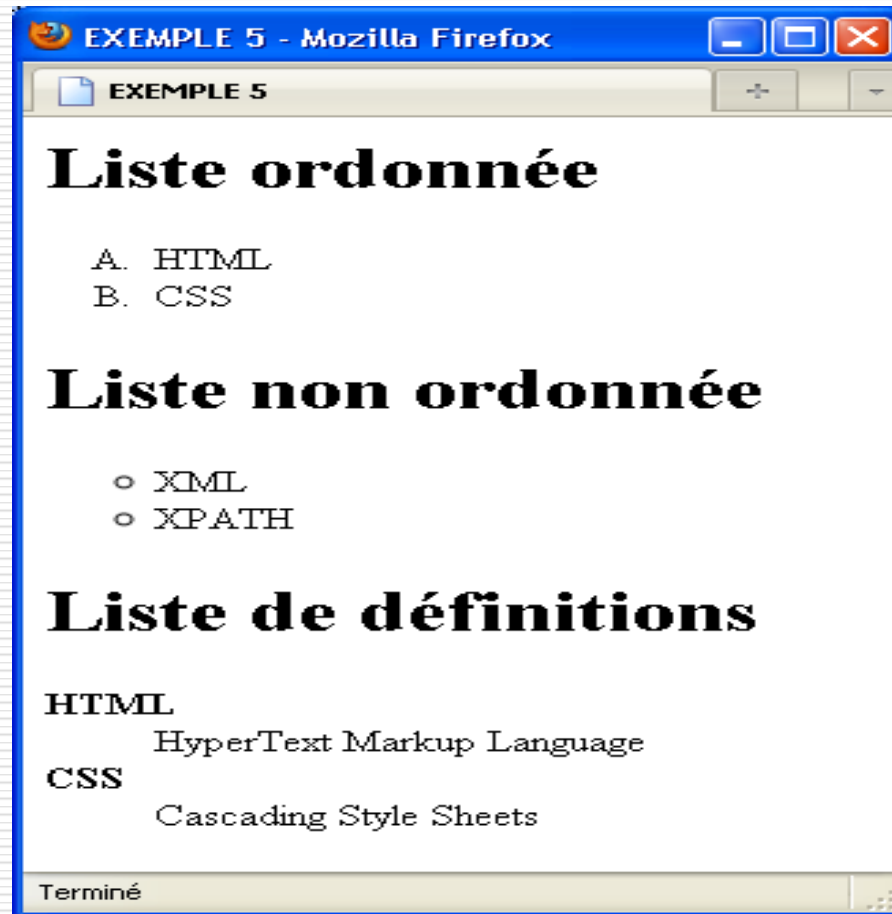 EXEMPLE 5 - Mozilla Firefox
EXEMPLE 5
Liste ordonnée
A. HTML
B. CSS
Liste non ordonnée
XML
XPATH
Liste de définitions
HTML
HyperText Markup Language
CSS
Cascading Style Sheets
Terminé